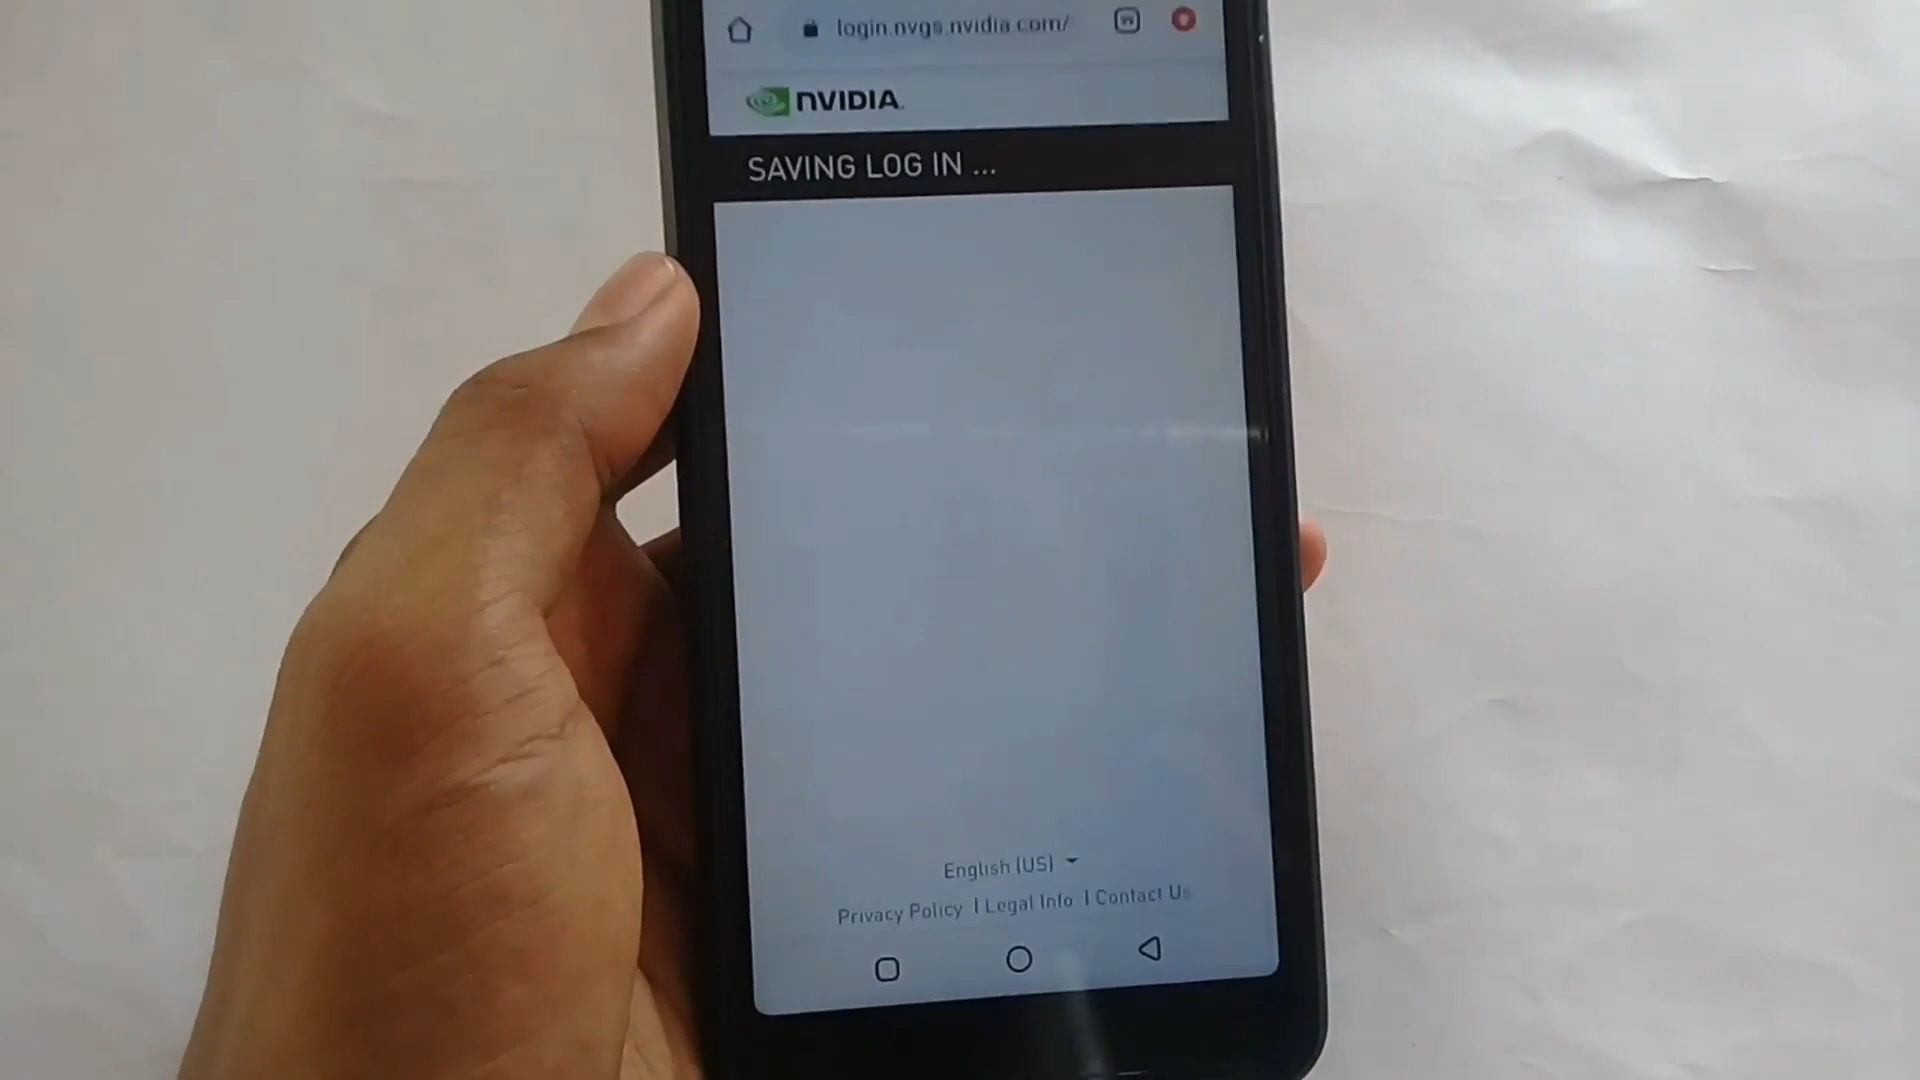 login.nvgs.nvidia.com/
NVIDIA.
SAVING LOG IN ...
English (US)
Privacy Policy | Legal Info | Contact Us